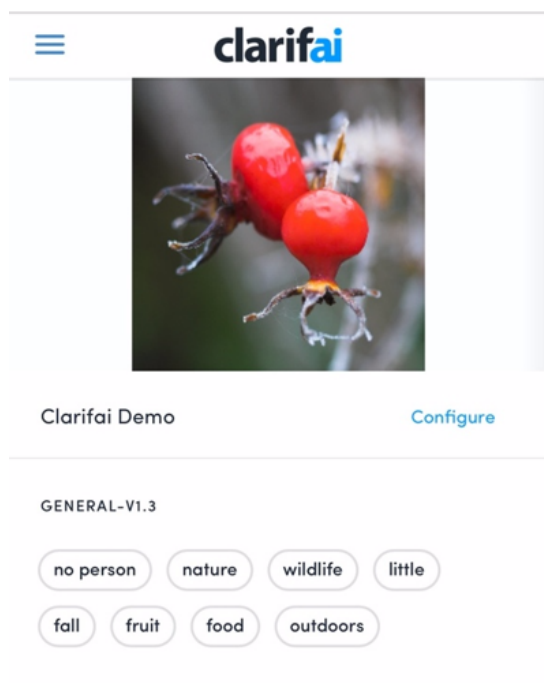 clarifai
Clarifai Demo Configure
GENERAL-V1.3
no person nature wildlife little
fall fruit food outdoors